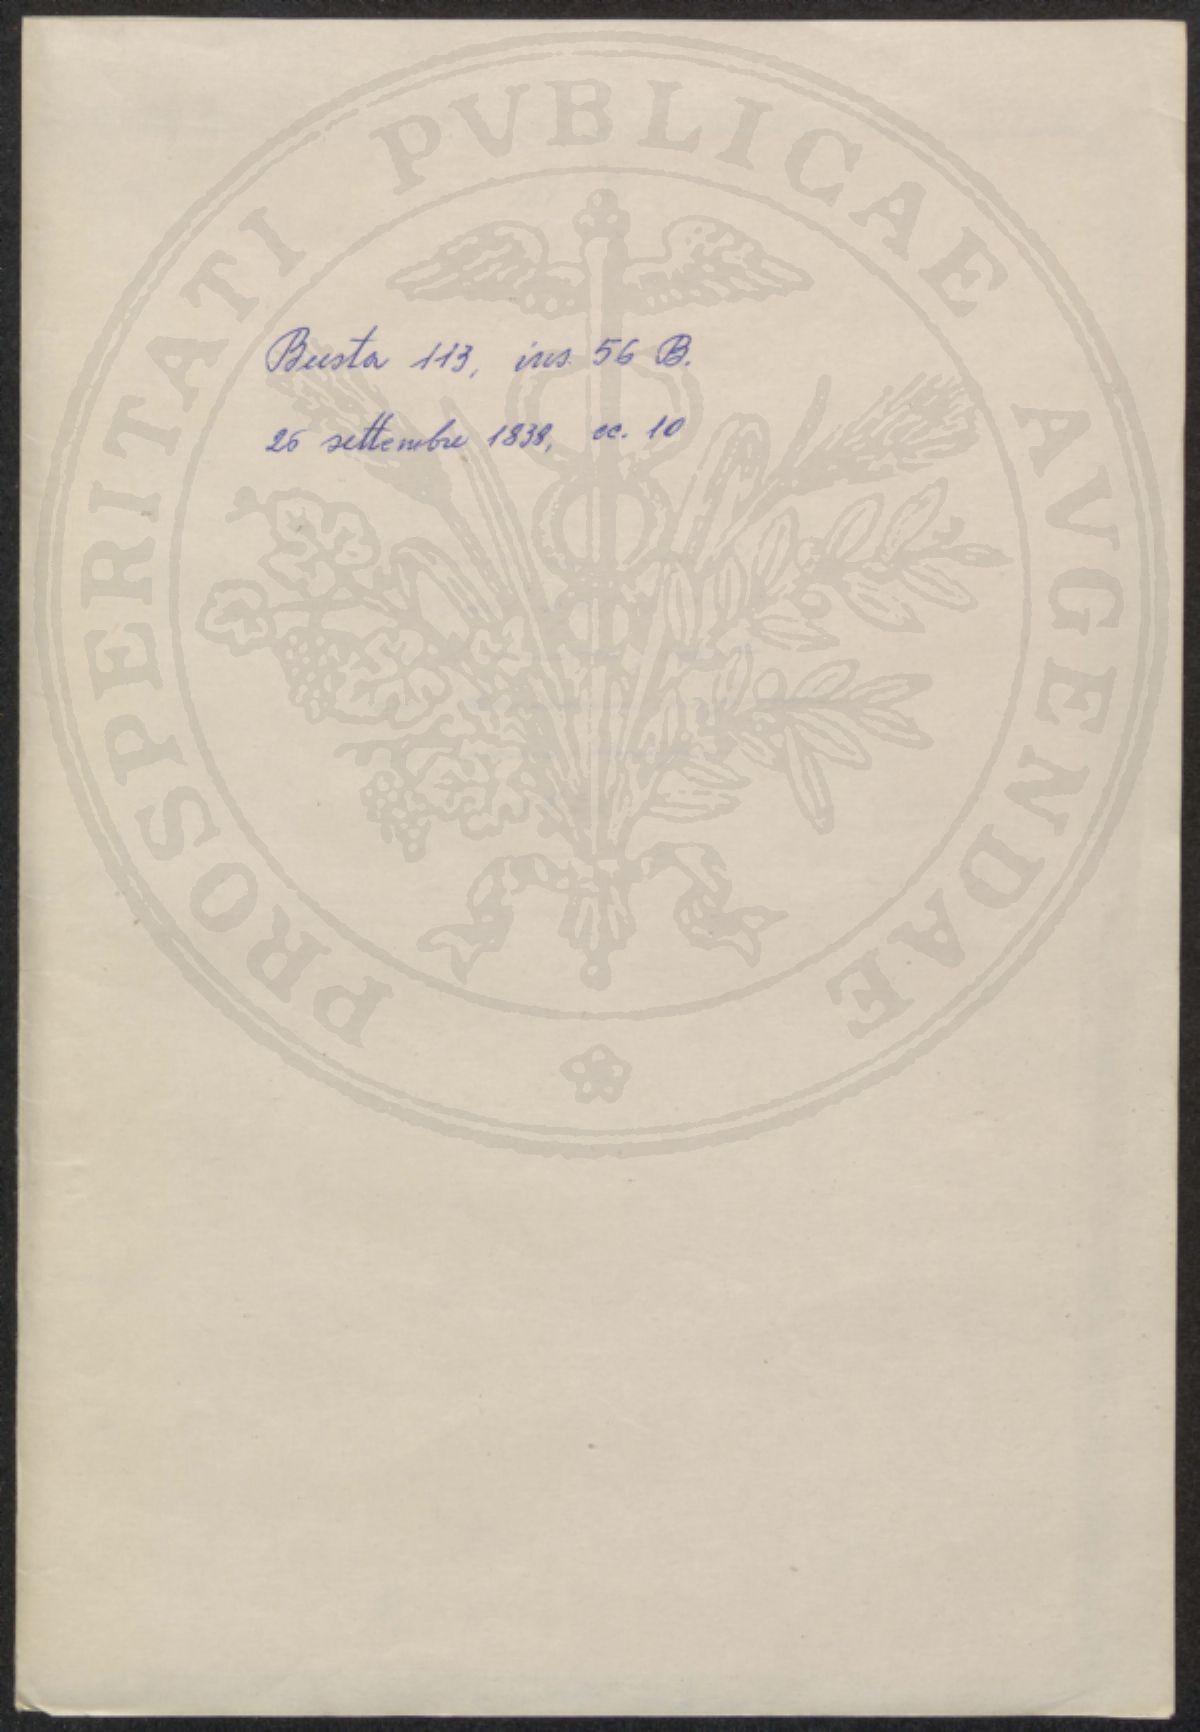 PROSPERITATI PVBLICAE AVGENDAE
Busta 113, ins. 56 B.
26 settembre 1838, cc. 10